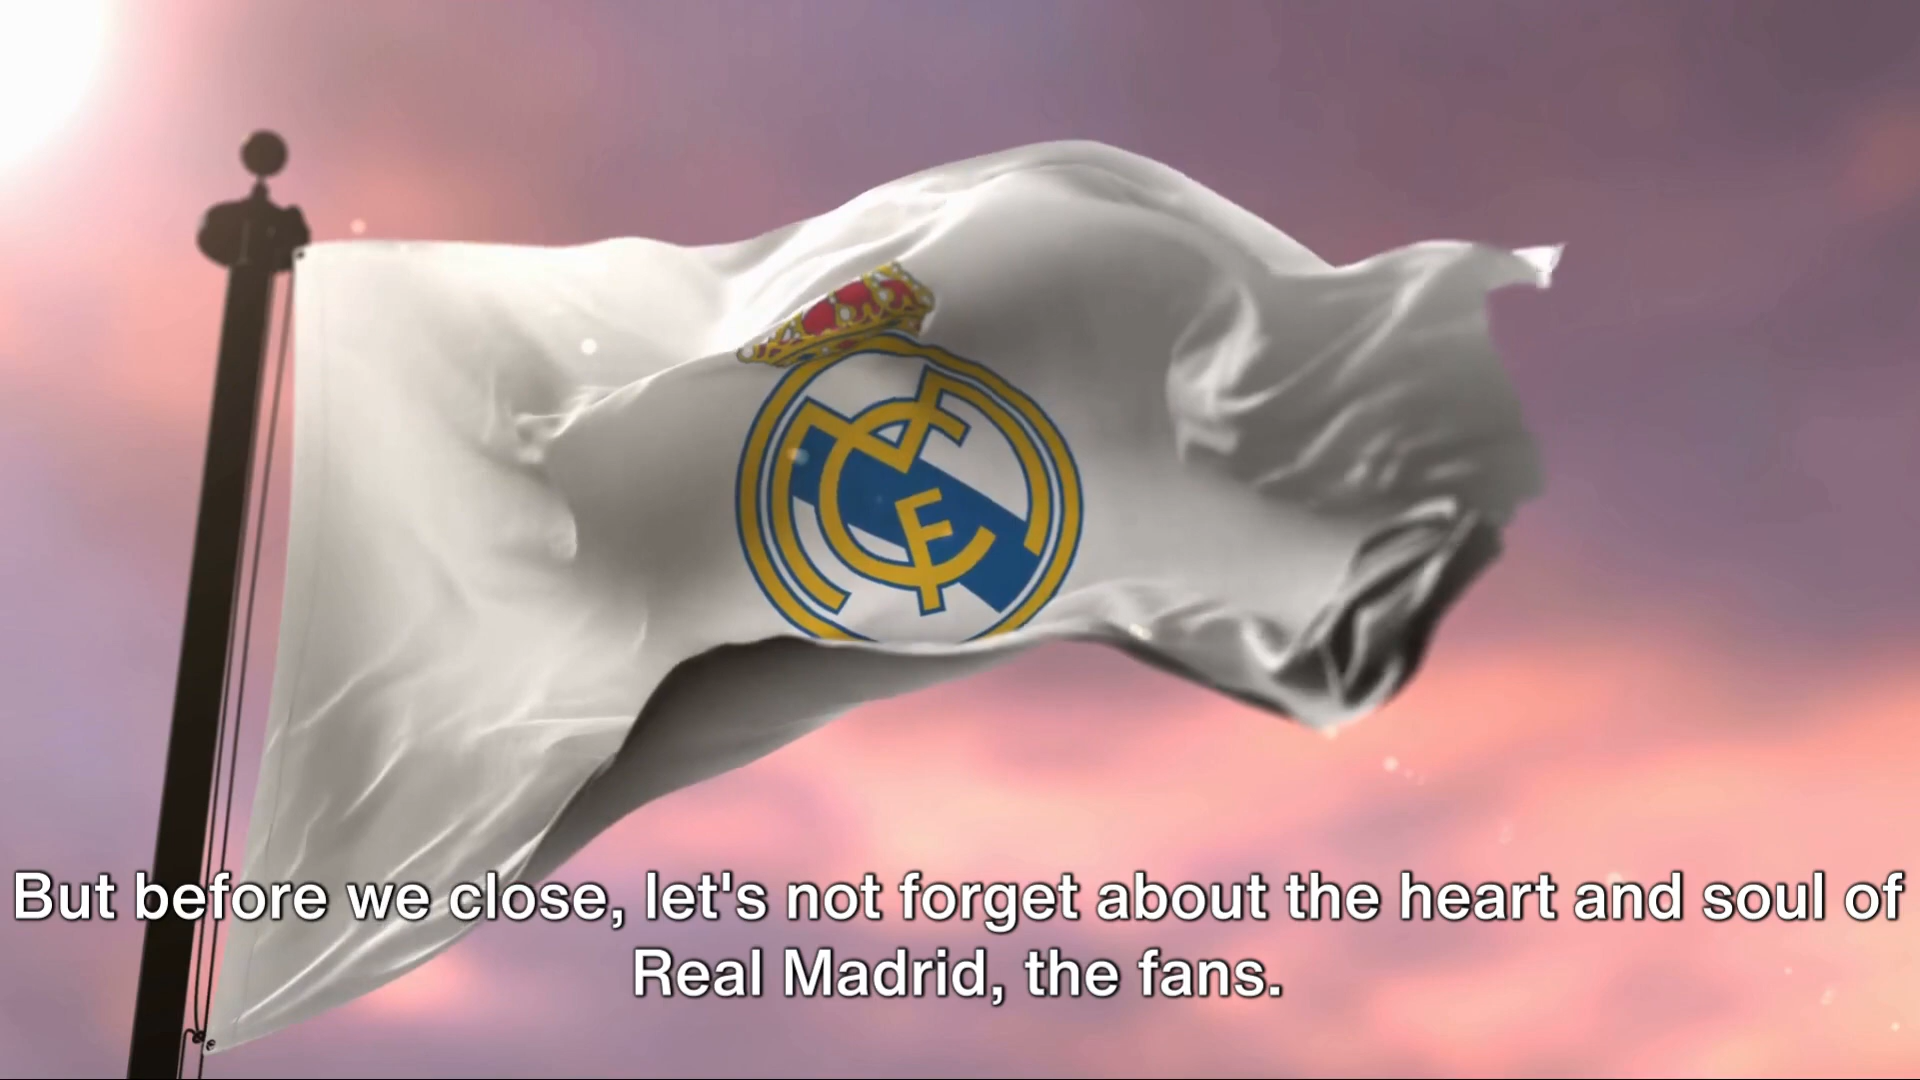 But before we close, let's not forget about the heart and soul of
Real Madrid, the fans.